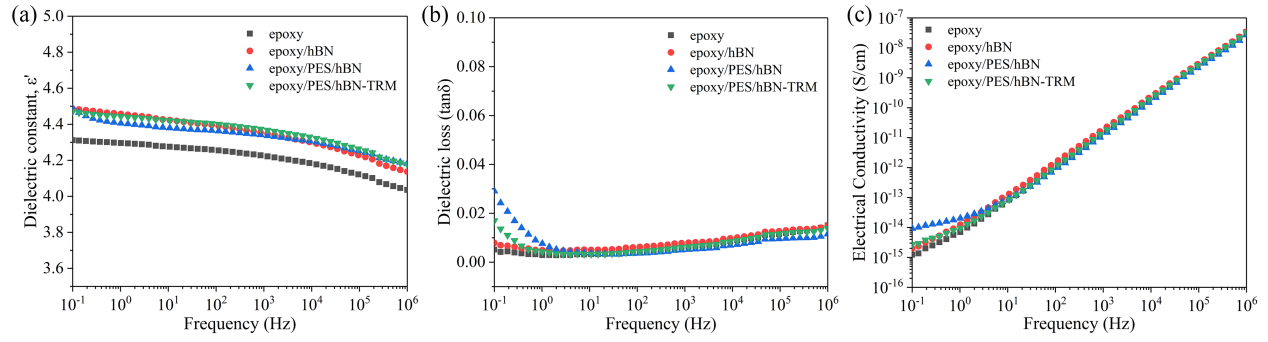 (a)
5.0
4.8
4.6
4.4
4.2
4.0
3.8
3.6
Dielectric constant, ε'
epoxy
epoxy/hBN
epoxy/PES/hBN
epoxy/PES/hBN-TRM
10⁻¹ 10⁰ 10¹ 10² 10³ 10⁴ 10⁵ 10⁶
Frequency (Hz)
(b)
0.10
0.08
0.06
0.04
0.02
0.00
Dielectric loss (tanδ)
epoxy
epoxy/hBN
epoxy/PES/hBN
epoxy/PES/hBN-TRM
10⁻¹ 10⁰ 10¹ 10² 10³ 10⁴ 10⁵ 10⁶
Frequency (Hz)
(c)
10⁻⁷
10⁻⁸
10⁻⁹
10⁻¹⁰
10⁻¹¹
10⁻¹²
10⁻¹³
10⁻¹⁴
10⁻¹⁵
10⁻¹⁶
Electrical Conductivity (S/cm)
epoxy
epoxy/hBN
epoxy/PES/hBN
epoxy/PES/hBN-TRM
10⁻¹ 10⁰ 10¹ 10² 10³ 10⁴ 10⁵ 10⁶
Frequency (Hz)